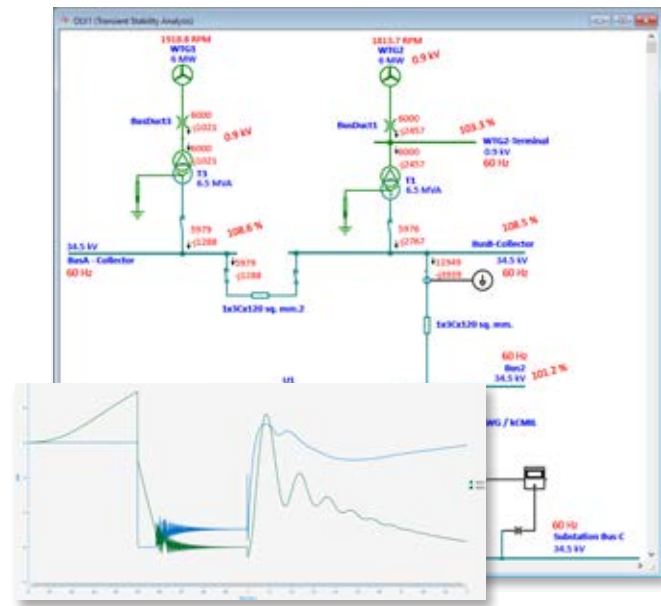 OLV1 (Transient Stability Analysis)
1918.8 RPM
WTG3
6 MW
1813.7 RPM
WTG2
6 MW
0.9 kV
BusDuct3
6000
-j1021
0.9 kV
6000
-j1021
T3
6.5 MVA
BusDuct1
6000
-j2457
103.3 %
WTG2-Terminal
0.9 kV
60 Hz
6000
-j2457
T1
6.5 MVA
5979
-j1288
108.6 %
5976
-j2767
108.5 %
34.5 kV
BusA - Collector
60 Hz
5979
-j1288
BusB-Collector
34.5 kV
60 Hz
11949
1x3Cx120 sq. mm.2
1x3Cx120 sq. mm.
60 Hz
Bus2
34.5 kV
101.2 %
U1
WG / kCMIL
60 Hz
Substation Bus C
34.5 kV